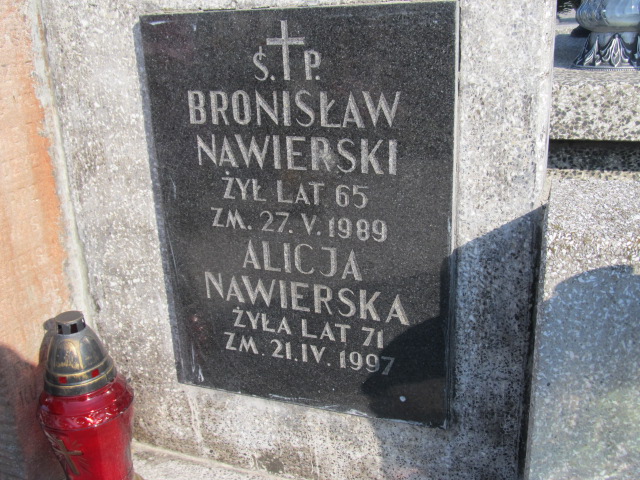 Ś. P.
BRONISŁAW
NAWIERSKI
ŻYŁ LAT 65
ZM. 27. V. 1989
ALICJA
NAWIERSKA
ŻYŁA LAT 71
ZM. 21. IV. 1997